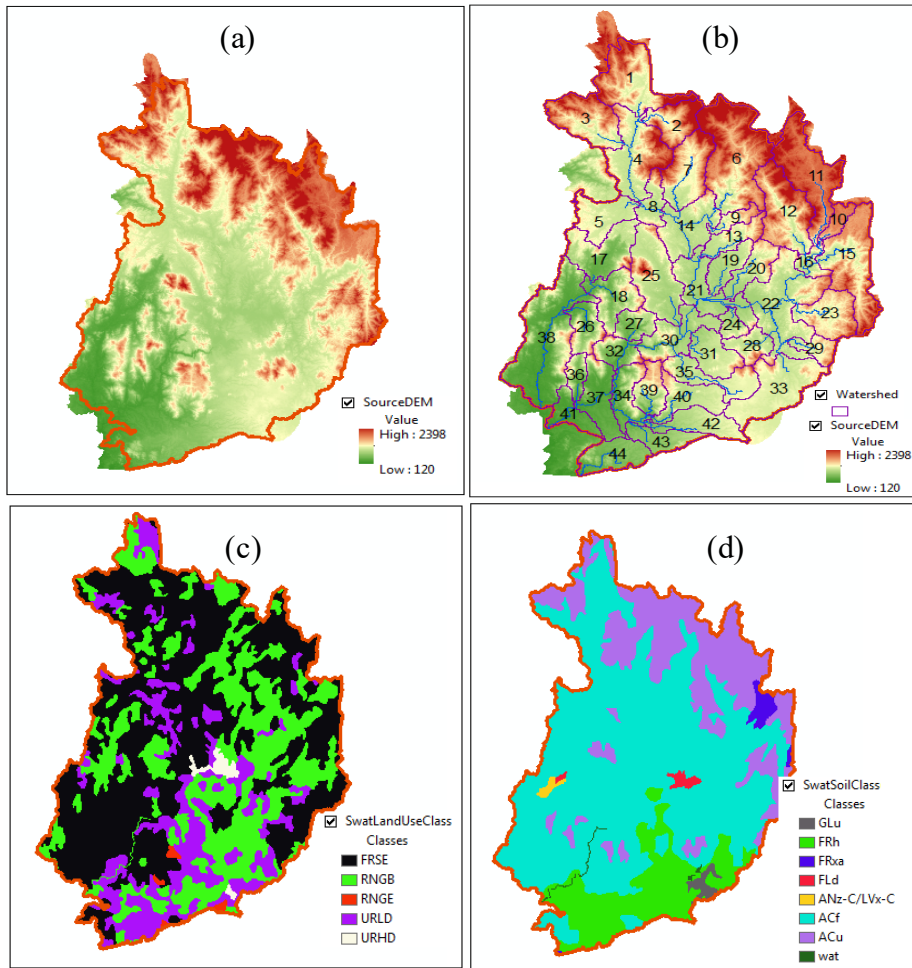 (a)
SourceDEM
Value
High : 2398
Low : 120
(b)
1
2
3
4
7
6
11
12
10
8
9
5
14
13
15
17
19
20
16
25
21
18
22
23
26
27
24
38
32
30
31
28
29
36
35
33
37
34
39
40
41
42
43
44
Watershed
SourceDEM
Value
High : 2398
Low : 120
(c)
SwatLandUseClass
Classes
FRSE
RNGB
RNGE
URLD
URHD
(d)
SwatSoilClass
Classes
GLu
FRh
FRxa
FLd
ANz-C/LVx-C
ACf
ACu
wat